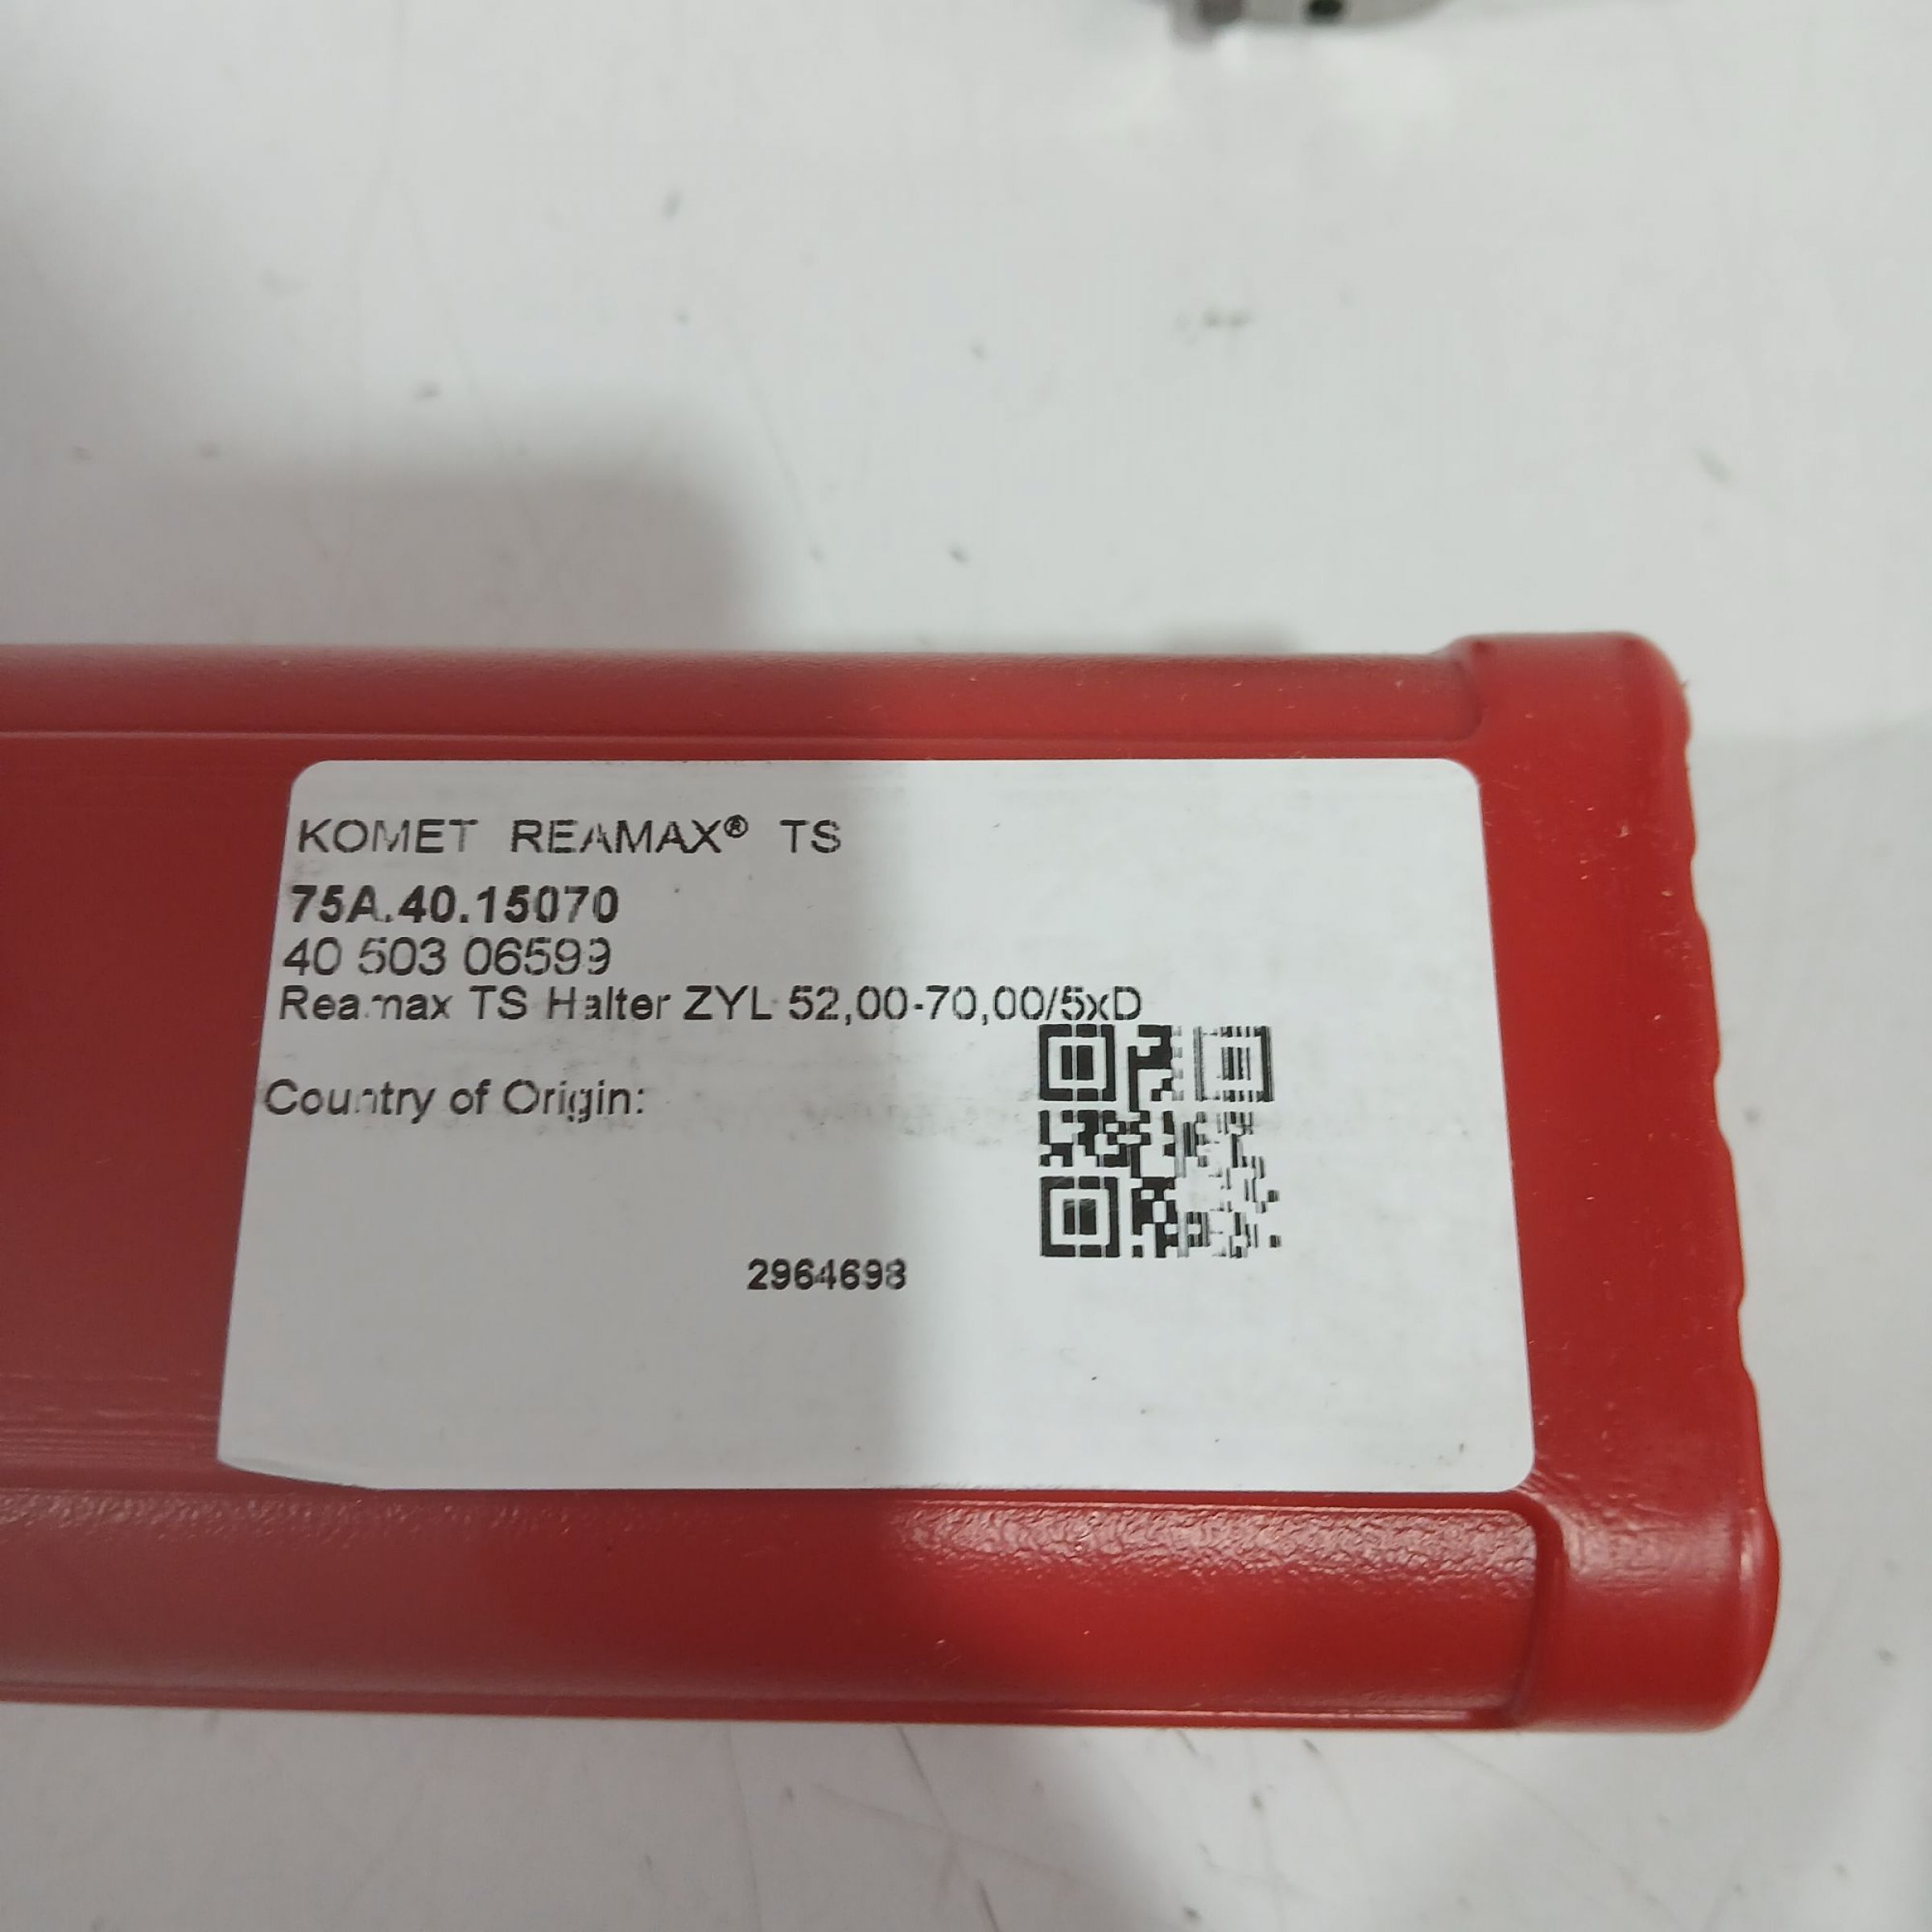 KOMET REAMAX® TS
75A.40.15070
40 503 06599
Reamax TS Halter ZYL 52,00-70,00/5xD
Country of Origin:
2964698